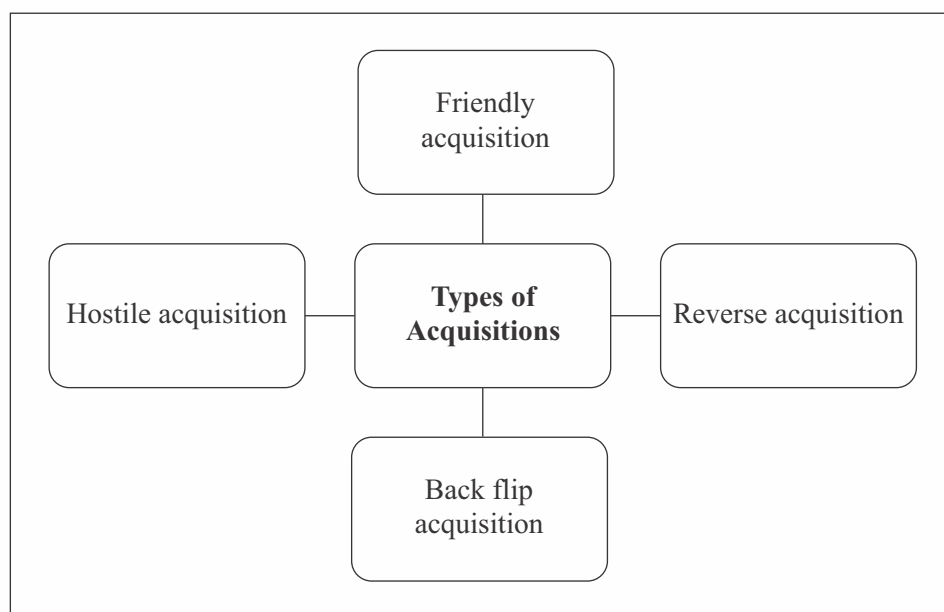 Friendly
acquisition
Hostile acquisition
Types of
Acquisitions
Reverse acquisition
Back flip
acquisition